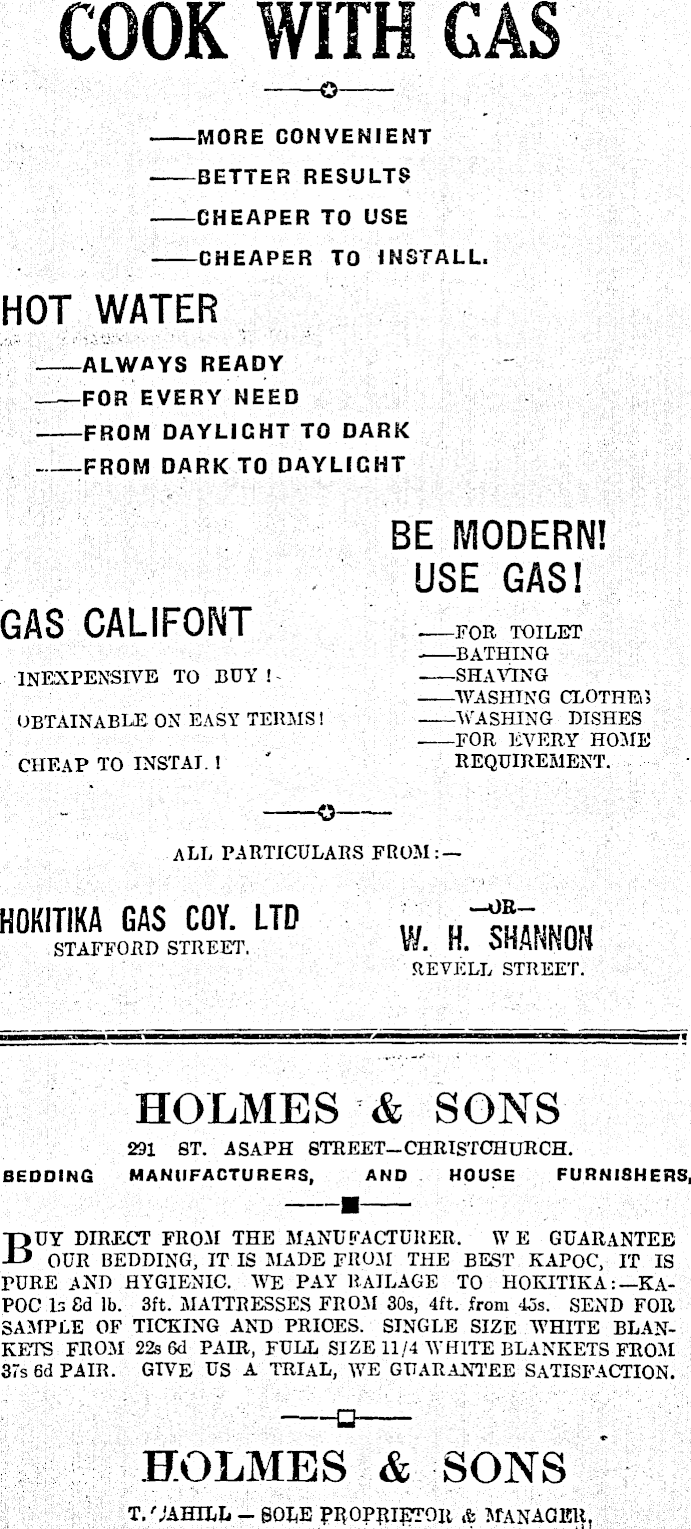 COOK WITH GAS
—MORE CONVENIENT
—BETTER RESULTS
—CHEAPER TO USE
—CHEAPER TO INSTALL.
HOT WATER
—ALWAYS READY
—FOR EVERY NEED
—FROM DAYLIGHT TO DARK
—FROM DARK TO DAYLIGHT
BE MODERN!
USE GAS!
—FOR TOILET
—BATHING
—SHAVING
—WASHING CLOTHES
—WASHING DISHES
—FOR EVERY HOME
REQUIREMENT.
GAS CALIFONT
INEXPENSIVE TO BUY!
OBTAINABLE ON EASY TERMS!
CHEAP TO INSTAL!
ALL PARTICULARS FROM:—
HOKITIKA GAS COY. LTD
STAFFORD STREET.
—OR—
W. H. SHANNON
REVELL STREET.
HOLMES & SONS
291 ST. ASAPH STREET—CHRISTCHURCH.
BEDDING MANUFACTURERS, AND HOUSE FURNISHERS,
BUY DIRECT FROM THE MANUFACTURER. WE GUARANTEE
OUR BEDDING, IT IS MADE FROM THE BEST KAPOC, IT IS
PURE AND HYGIENIC. WE PAY RAILAGE TO HOKITIKA:—KA-
POC 1s 8d lb. 3ft. MATTRESSES FROM 30s, 4ft. from 45s. SEND FOR
SAMPLE OF TICKING AND PRICES. SINGLE SIZE WHITE BLAN-
KETS FROM 22s 6d PAIR, FULL SIZE 11/4 WHITE BLANKETS FROM
37s 6d PAIR. GIVE US A TRIAL, WE GUARANTEE SATISFACTION.
HOLMES & SONS
T. CAHILL — SOLE PROPRIETOR & MANAGER,